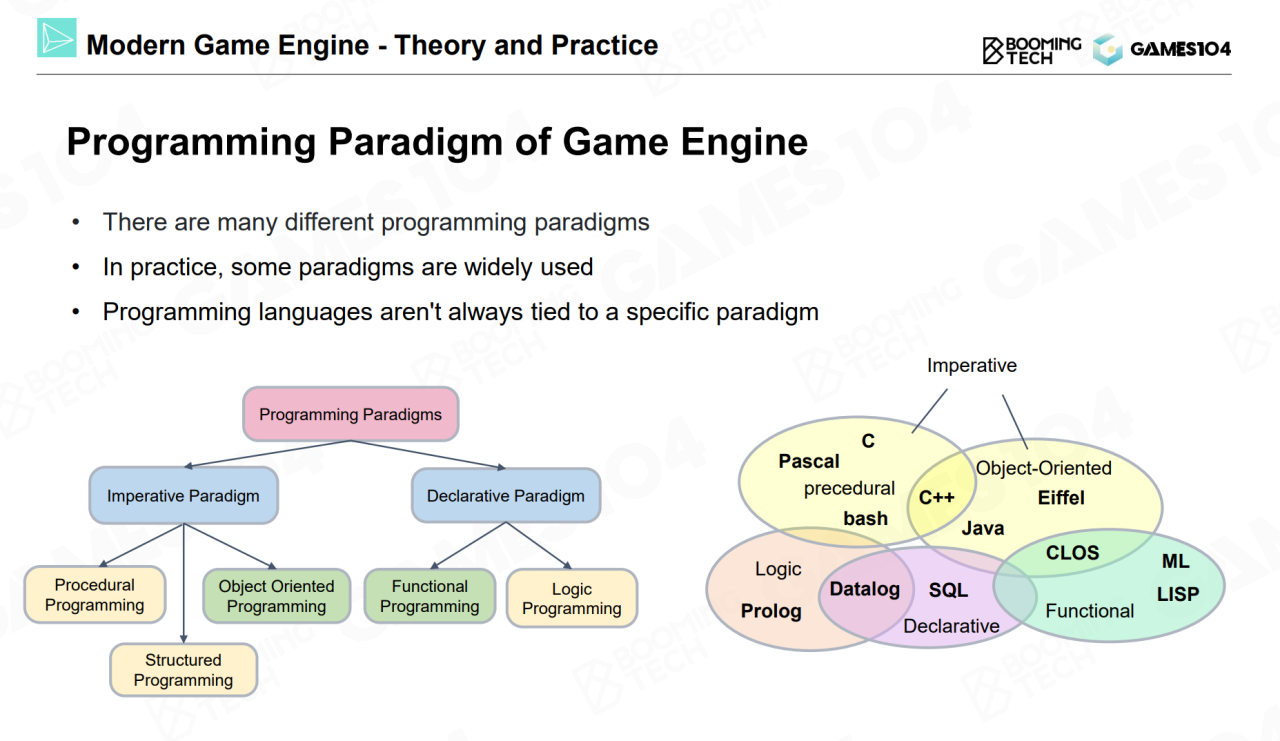 Modern Game Engine - Theory and Practice
BOOMING
TECH
GAMES104
Programming Paradigm of Game Engine
• There are many different programming paradigms
• In practice, some paradigms are widely used
• Programming languages aren't always tied to a specific paradigm
Programming Paradigms
Imperative Paradigm
Declarative Paradigm
Procedural
Programming
Object Oriented
Programming
Functional
Programming
Logic
Programming
Structured
Programming
Imperative
C
Pascal
precedural
bash
C++
Object-Oriented
Eiffel
Java
CLOS
ML
LISP
Functional
Logic
Prolog
Datalog
SQL
Declarative